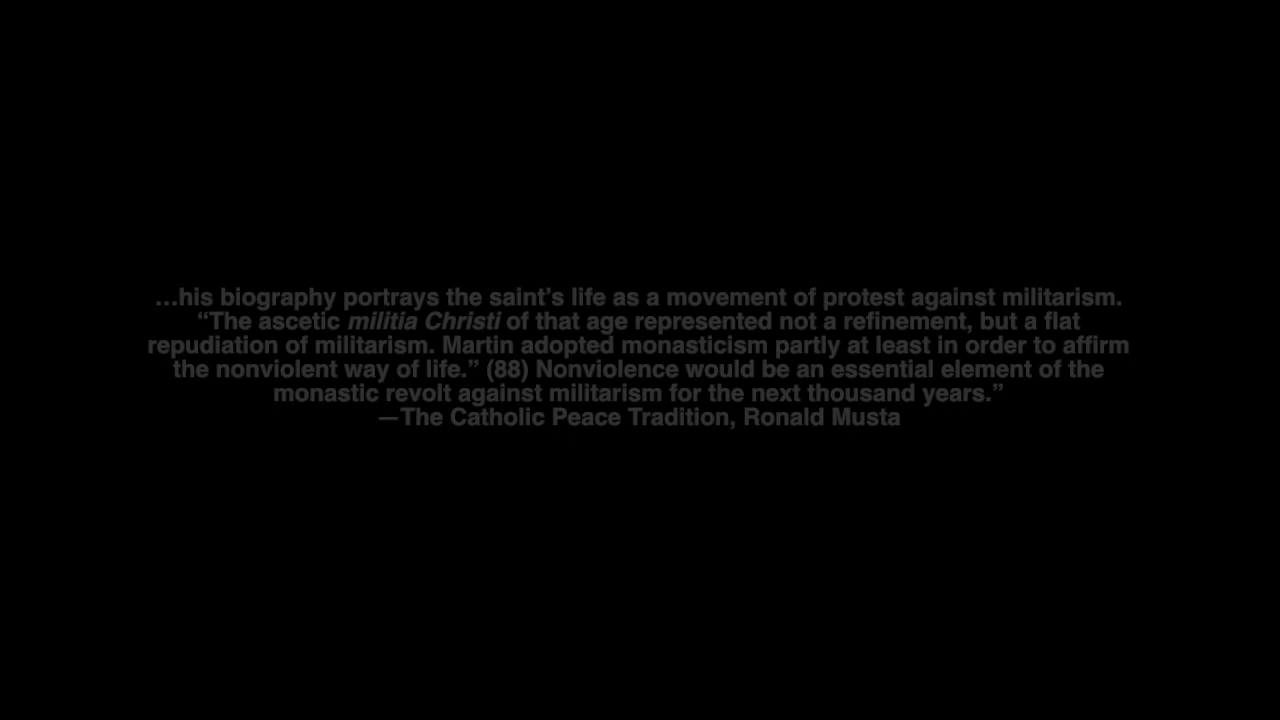 …his biography portrays the saint’s life as a movement of protest against militarism.
“The ascetic militia Christi of that age represented not a refinement, but a flat
repudiation of militarism. Martin adopted monasticism partly at least in order to affirm
the nonviolent way of life.” (88) Nonviolence would be an essential element of the
monastic revolt against militarism for the next thousand years.”
—The Catholic Peace Tradition, Ronald Musta